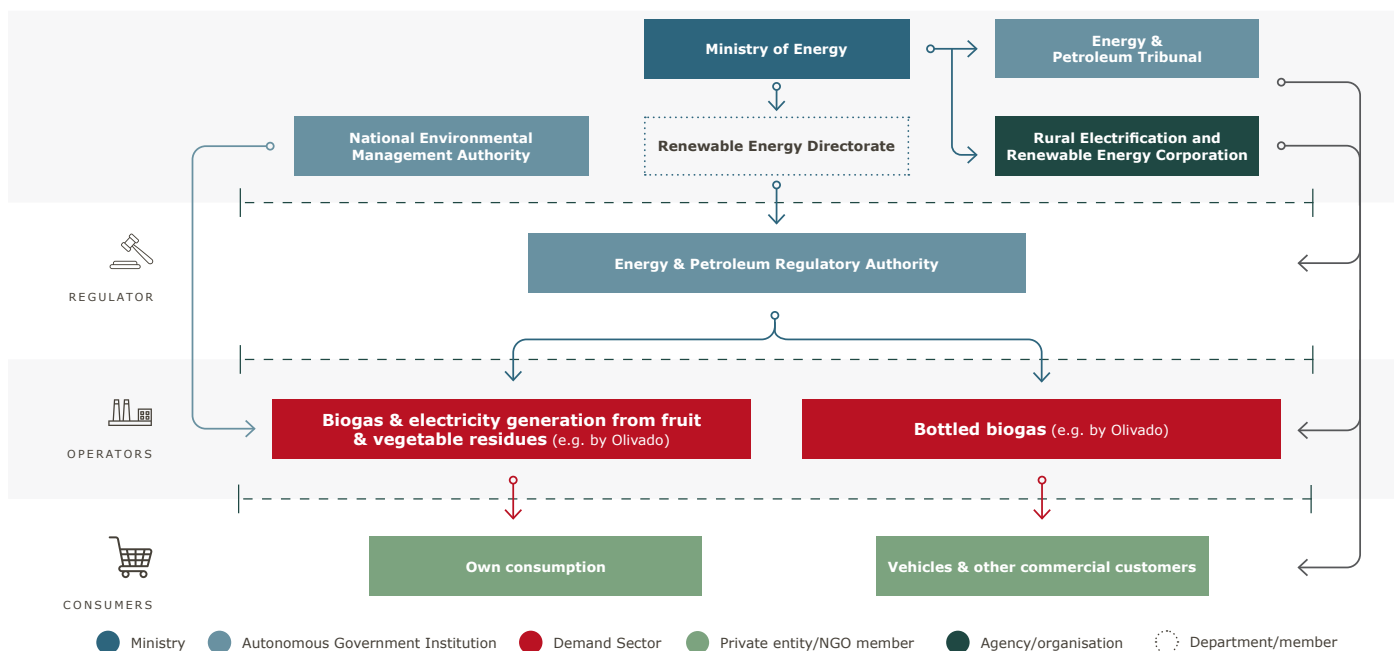 Ministry of Energy
Energy &
Petroleum Tribunal
National Environmental
Management Authority
Renewable Energy Directorate
Rural Electrification and
Renewable Energy Corporation
Energy & Petroleum Regulatory Authority
REGULATOR
Biogas & electricity generation from fruit
& vegetable residues (e.g. by Olivado)
Bottled biogas (e.g. by Olivado)
OPERATORS
Own consumption
Vehicles & other commercial customers
CONSUMERS
Ministry
Autonomous Government Institution
Demand Sector
Private entity/NGO member
Agency/organisation
Department/member